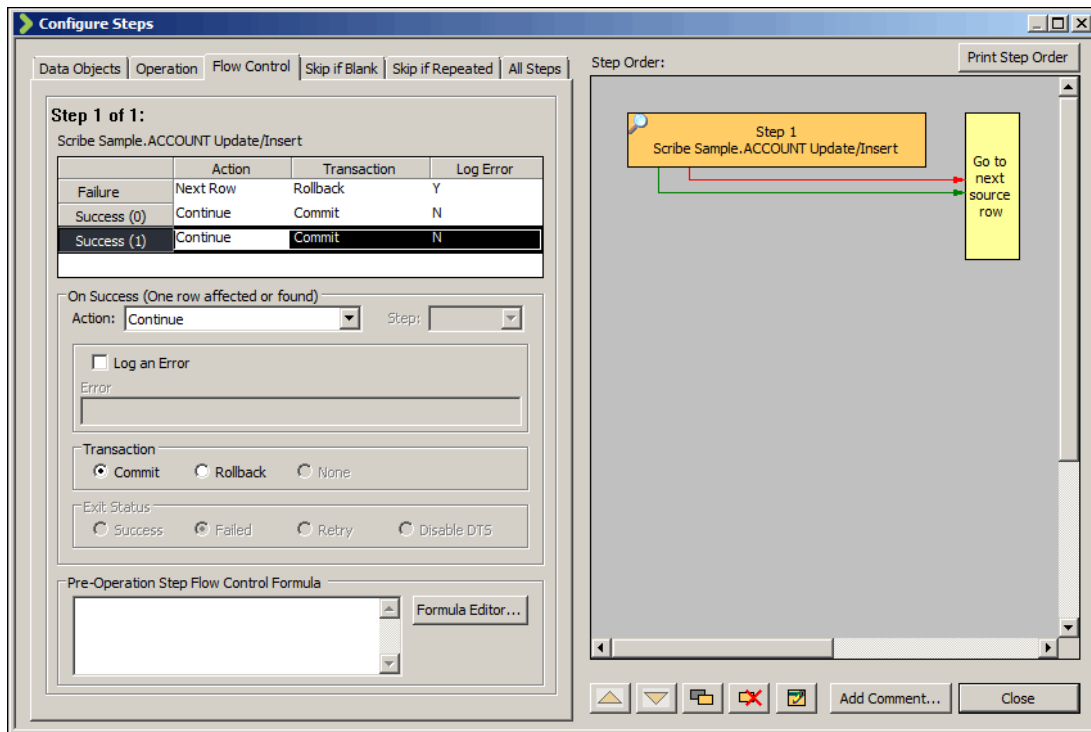 Configure Steps
Data Objects Operation Flow Control Skip if Blank Skip if Repeated All Steps
Step 1 of 1:
Scribe Sample.ACCOUNT Update/Insert
Action Transaction Log Error
Failure Next Row Rollback Y
Success (0) Continue Commit N
Success (1) Continue Commit N
On Success (One row affected or found)
Action: Continue Step:
Log an Error
Error
Transaction
Commit Rollback None
Exit Status
Success Failed Retry Disable DTS
Pre-Operation Step Flow Control Formula
Formula Editor...
Step Order:
Print Step Order
Step 1
Scribe Sample.ACCOUNT Update/Insert
Go to
next
source
row
Add Comment...
Close